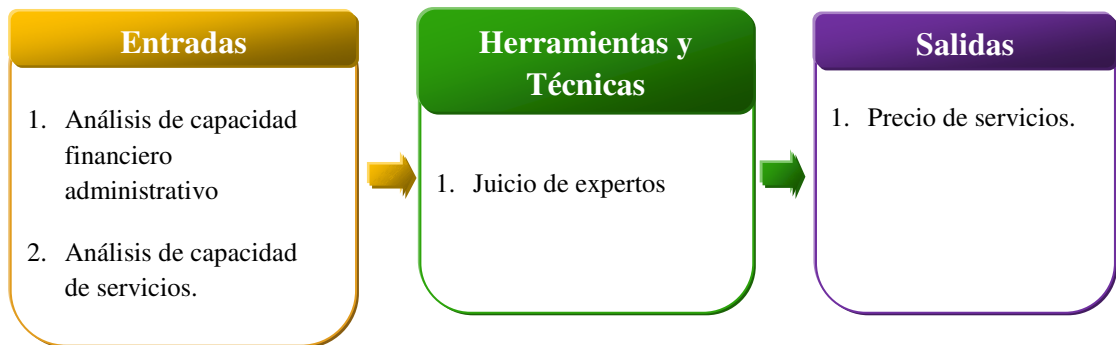 Entradas
1. Análisis de capacidad
financiero
administrativo
2. Análisis de capacidad
de servicios.
Herramientas y
Técnicas
1. Juicio de expertos
Salidas
1. Precio de servicios.